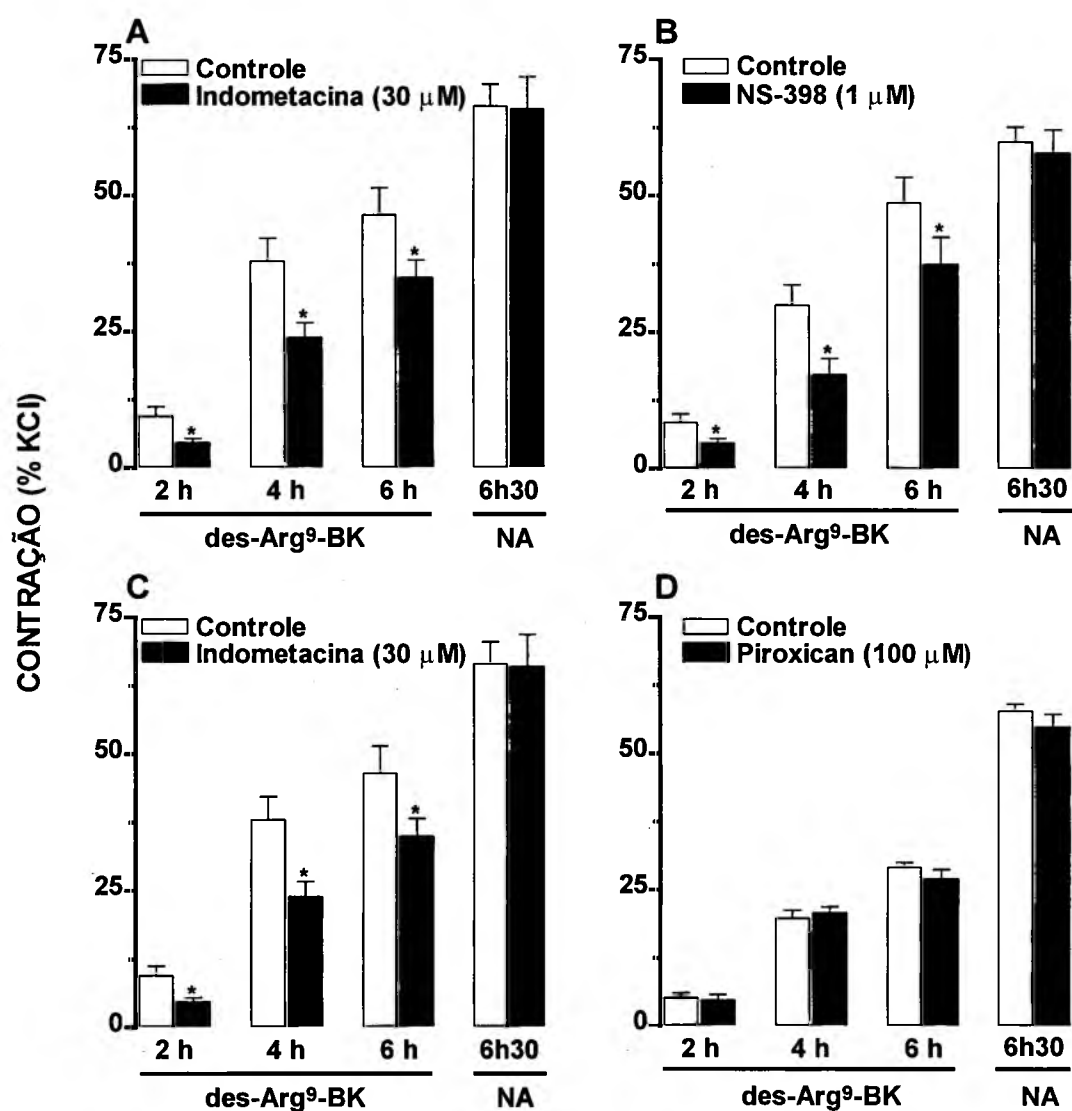 CONTRAÇÃO (% KCl)
A
75
50
25
0
Controle
Indometacina (30 μM)
* * *
2 h 4 h 6 h 6h30
des-Arg⁹-BK NA
B
75
50
25
0
Controle
NS-398 (1 μM)
* * *
2 h 4 h 6 h 6h30
des-Arg⁹-BK NA
C
75
50
25
0
Controle
Indometacina (30 μM)
* * *
2 h 4 h 6 h 6h30
des-Arg⁹-BK NA
D
75
50
25
0
Controle
Piroxican (100 μM)
2 h 4 h 6 h 6h30
des-Arg⁹-BK NA